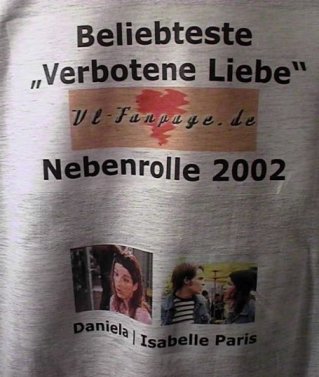 Beliebteste
„Verbotene Liebe“
Vl-Fanpage.de
Nebenrolle 2002
Daniela | Isabelle Paris